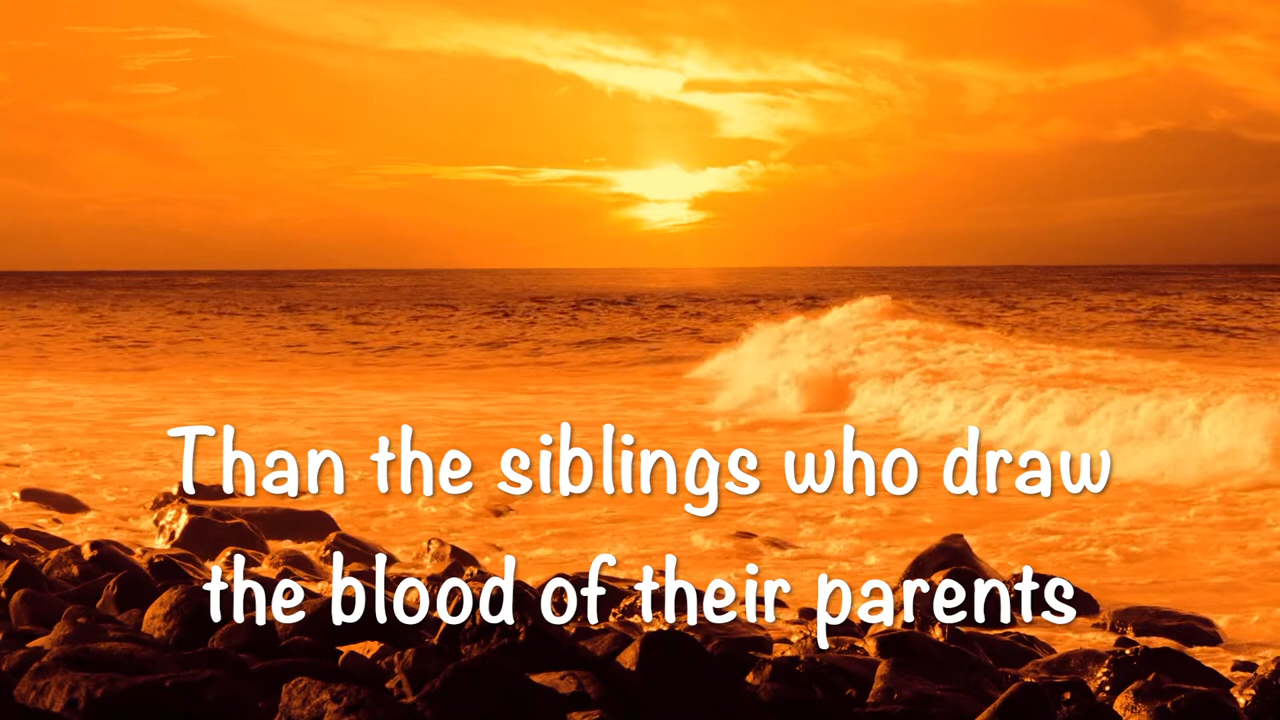 Than the siblings who draw
the blood of their parents